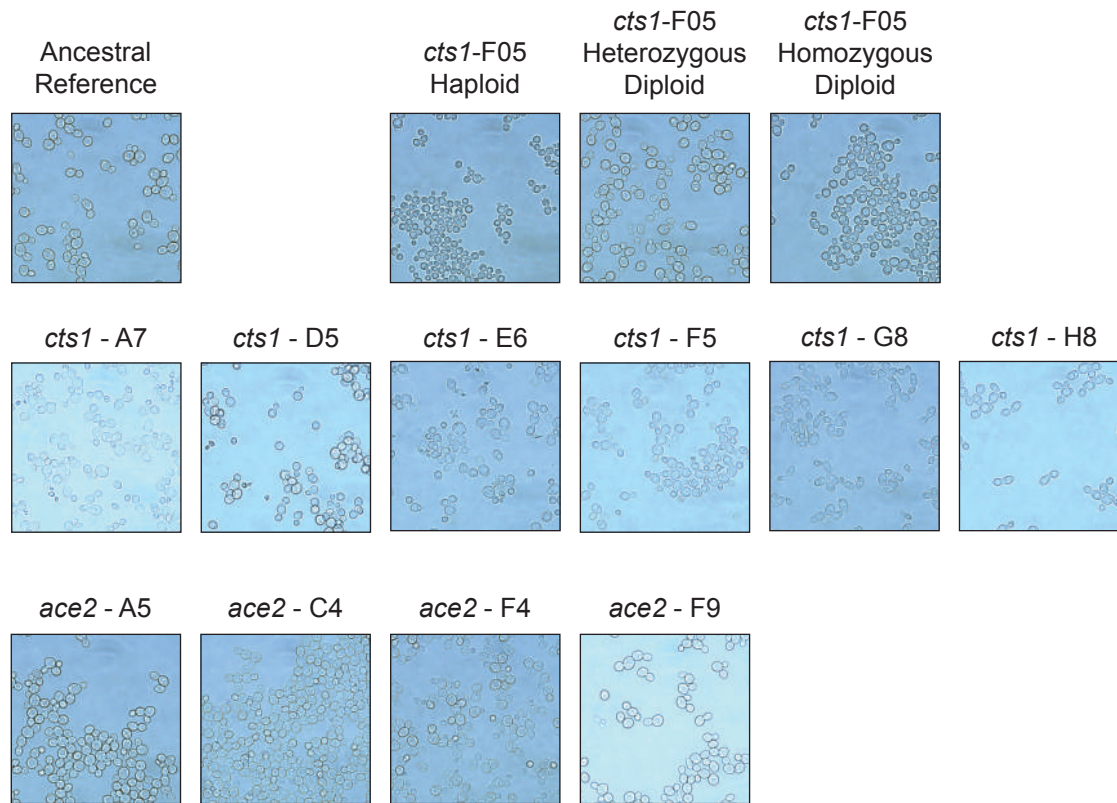 Ancestral
Reference
cts1-F05
Haploid
cts1-F05
Heterozygous
Diploid
cts1-F05
Homozygous
Diploid
cts1 - A7
cts1 - D5
cts1 - E6
cts1 - F5
cts1 - G8
cts1 - H8
ace2 - A5
ace2 - C4
ace2 - F4
ace2 - F9